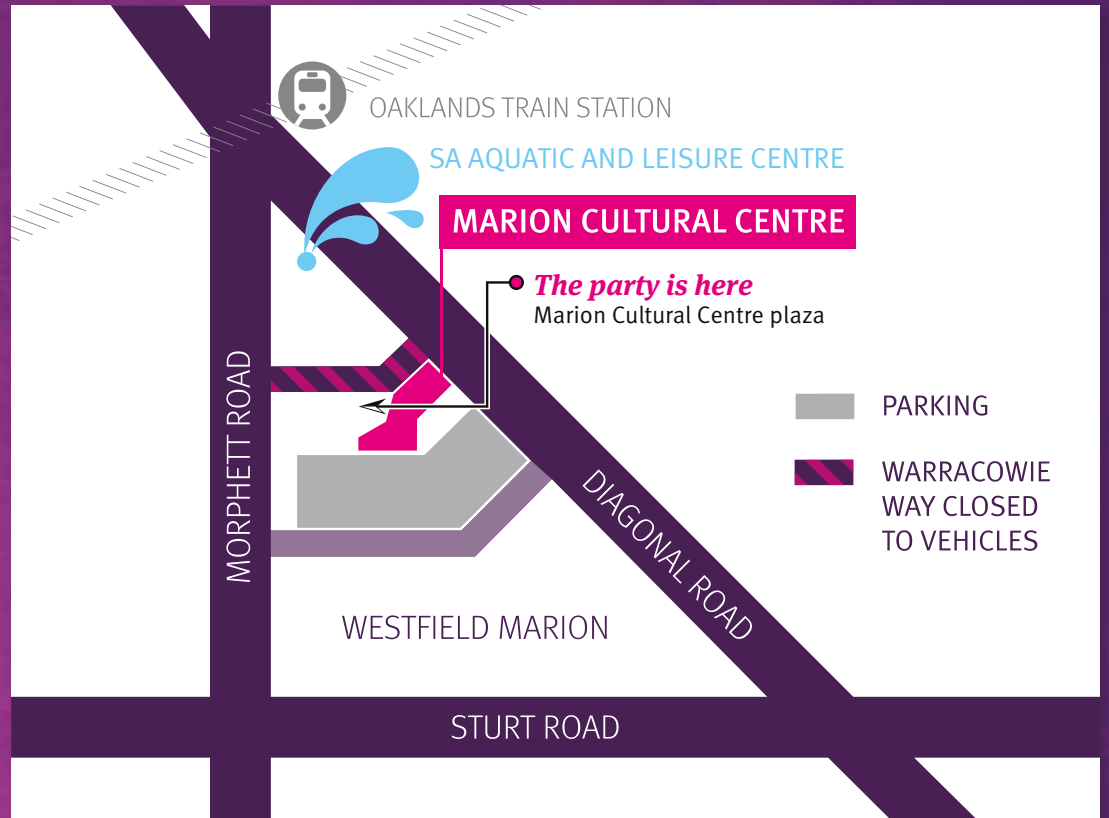 OAKLANDS TRAIN STATION
SA AQUATIC AND LEISURE CENTRE
MARION CULTURAL CENTRE
The party is here
Marion Cultural Centre plaza
MORPHETT ROAD
PARKING
WARRACOWIE
WAY CLOSED
TO VEHICLES
DIAGONAL ROAD
WESTFIELD MARION
STURT ROAD